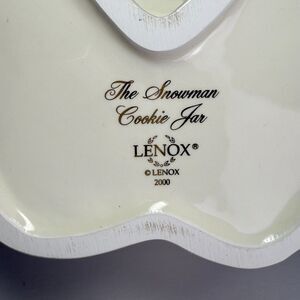 The Snowman
Cookie Jar
LENOX®
© LENOX
2000